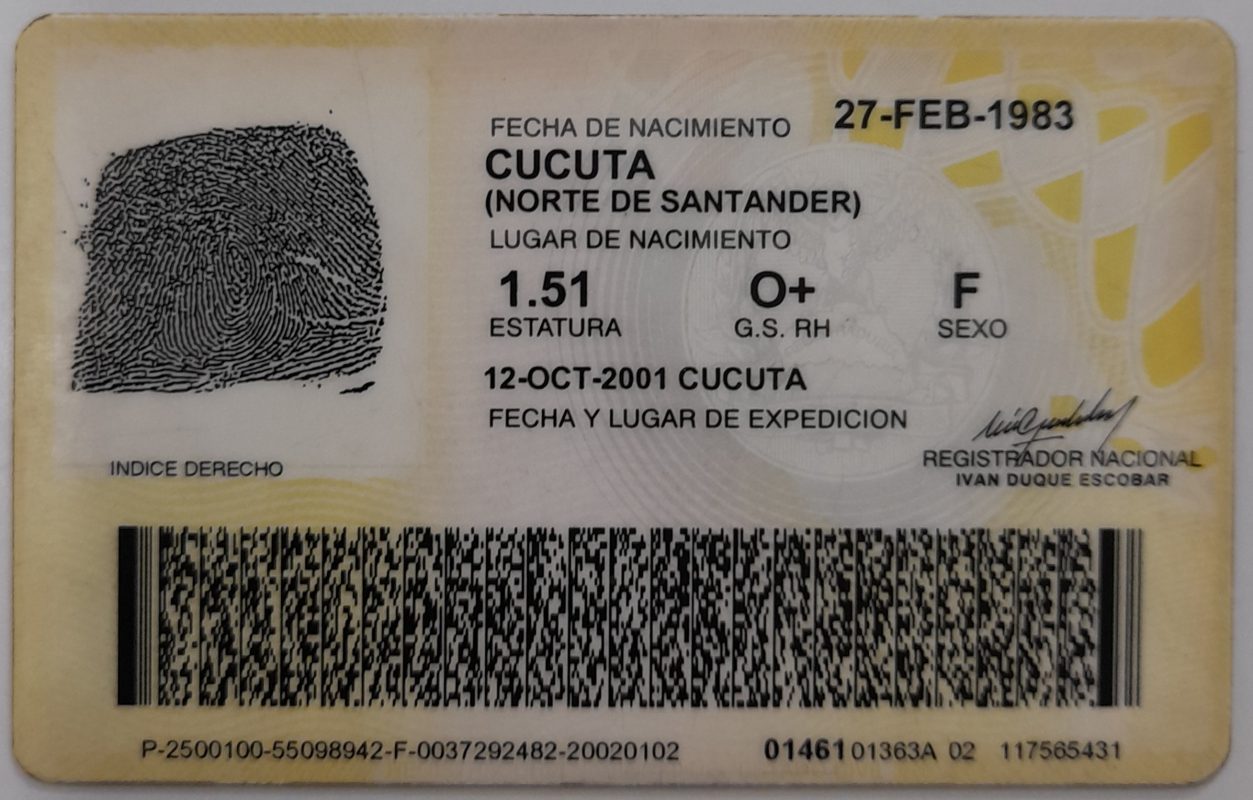 27-FEB-1983
FECHA DE NACIMIENTO
CUCUTA
(NORTE DE SANTANDER)
LUGAR DE NACIMIENTO
1.51 O+ F
ESTATURA G.S. RH SEXO
12-OCT-2001 CUCUTA
FECHA Y LUGAR DE EXPEDICION
INDICE DERECHO
REGISTRADOR NACIONAL
IVAN DUQUE ESCOBAR
P-2500100-55098942-F-0037292482-20020102 01461 01363A 02 117565431